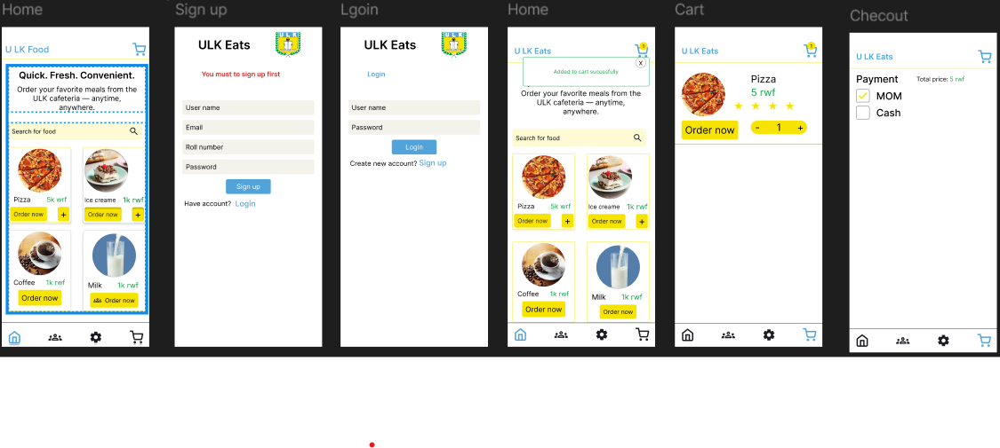 Home
U LK Food
Quick. Fresh. Convenient.
Order your favorite meals from the
ULK cafeteria — anytime,
anywhere.
Search for food
Pizza 5k wrf
Ice creame 1k rwf
Order now +
Order now +
Coffee 1k rwf
Milk 1k rwf
Order now
Order now
Sign up
ULK Eats
U L K
You must to sign up first
User name
Email
Roll number
Password
Sign up
Have account? Login
Lgoin
ULK Eats
U L K
Login
User name
Password
Login
Create new account? Sign up
Home
U LK Eats
1
Added to cart succesfully
X
Order your favorite meals from the
ULK cafeteria — anytime,
anywhere.
Search for food
Pizza 5k wrf
Ice creame 1k rwf
Order now +
Order now +
Coffee 1k rwf
Milk 1k rwf
Order now
Order now
Cart
U LK Eats
1
Pizza
5 rwf
Order now
- 1 +
Checout
U LK Eats
Payment
Total price: 5 rwf
MOM
Cash